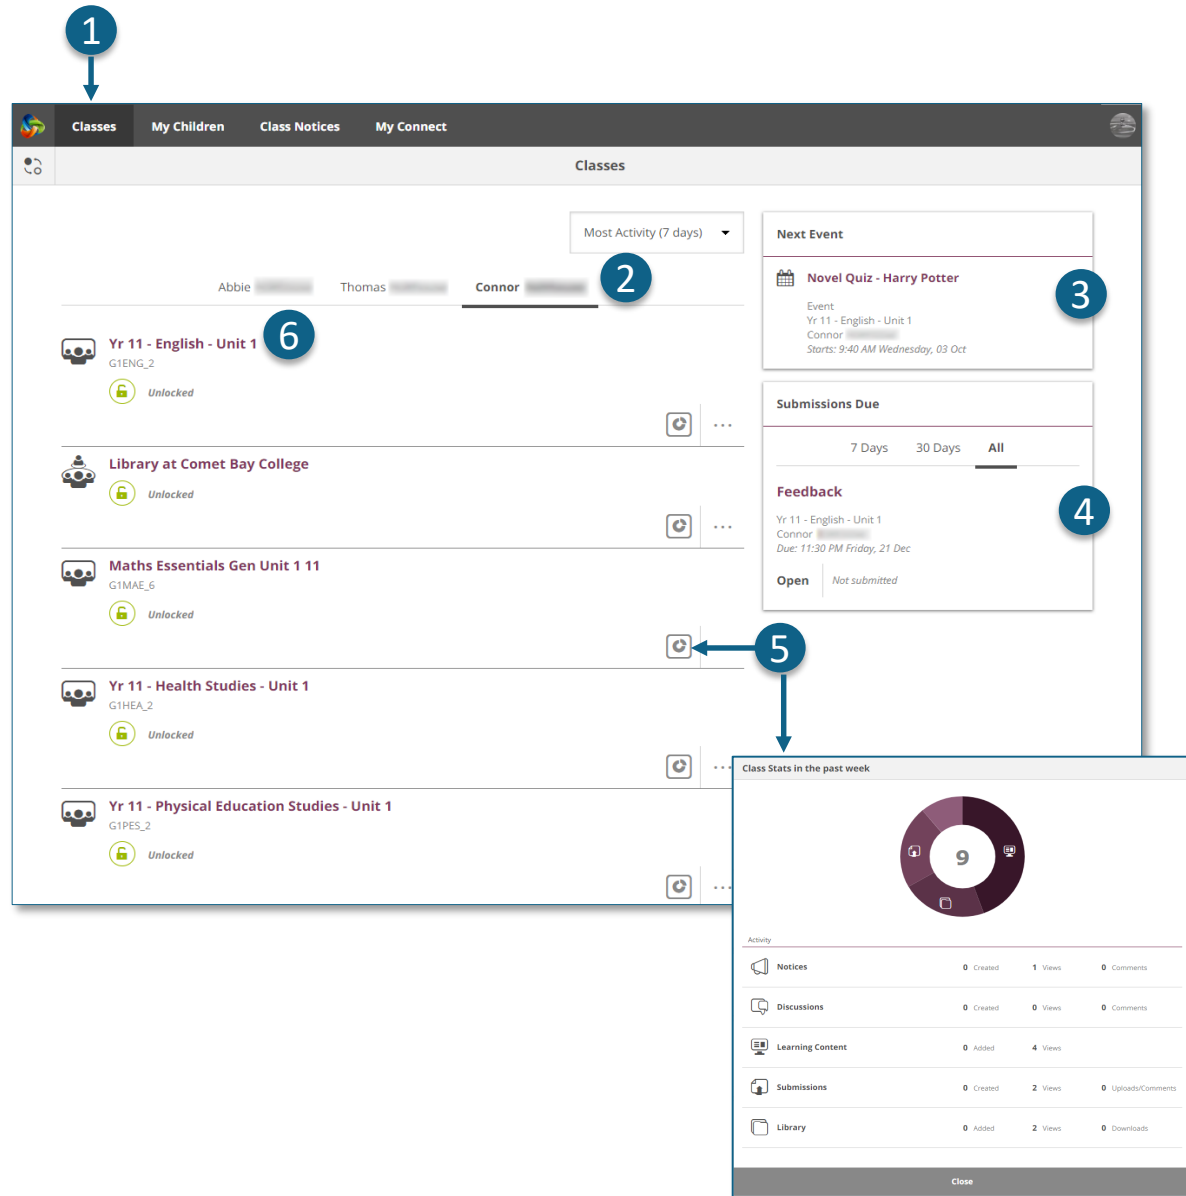 1
Classes My Children Class Notices My Connect
Classes
Most Activity (7 days)
Abbie Thomas Connor
2
6
Yr 11 - English - Unit 1
G1ENG_2
Unlocked
...
Library at Comet Bay College
Unlocked
...
Maths Essentials Gen Unit 1 11
G1MAE_6
Unlocked
Yr 11 - Health Studies - Unit 1
G1HEA_2
Unlocked
...
Yr 11 - Physical Education Studies - Unit 1
G1PES_2
Unlocked
...
Next Event
Novel Quiz - Harry Potter
3
Event
Yr 11 - English - Unit 1
Connor
Starts: 9:40 AM Wednesday, 03 Oct
Submissions Due
7 Days 30 Days All
Feedback
4
Yr 11 - English - Unit 1
Connor
Due: 11:30 PM Friday, 21 Dec
Open Not submitted
5
Class Stats in the past week
9
Activity
Notices 0 Created 1 Views 0 Comments
Discussions 0 Created 0 Views 0 Comments
Learning Content 0 Added 4 Views
Submissions 0 Created 2 Views 0 Uploads/Comments
Library 0 Added 2 Views 0 Downloads
Close